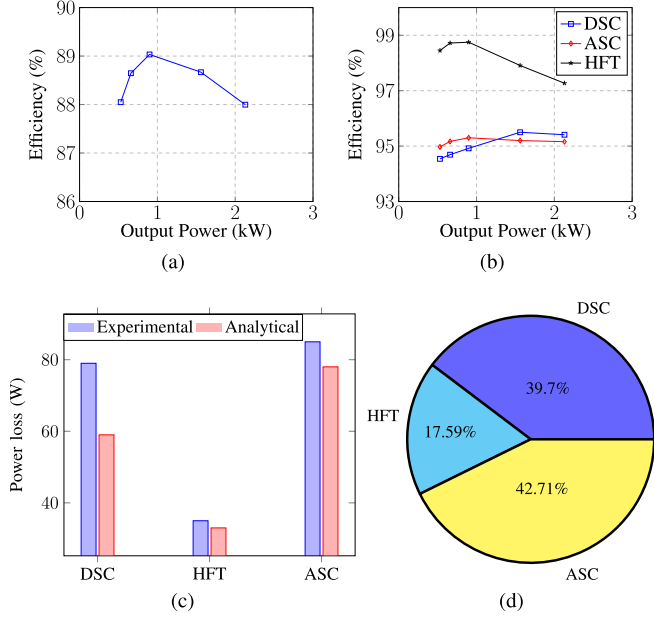 90
89
88
87
86
Efficiency (%)
0
1
2
3
Output Power (kW)
(a)
99
97
95
93
Efficiency (%)
DSC
ASC
HFT
0
1
2
3
Output Power (kW)
(b)
Experimental
Analytical
80
60
40
Power loss (W)
DSC
HFT
ASC
(c)
DSC
39.7%
HFT
17.59%
42.71%
ASC
(d)